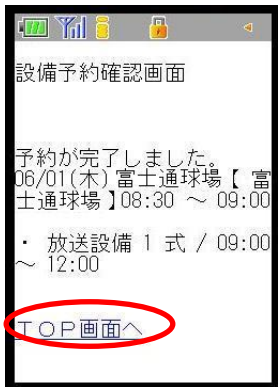 設備予約確認画面
予約が完了しました。
06/01(木)富士通球場【 富
士通球場 】08:30 ～ 09:00
・ 放送設備 1 式 / 09:00
～ 12:00
ＴＯＰ画面へ